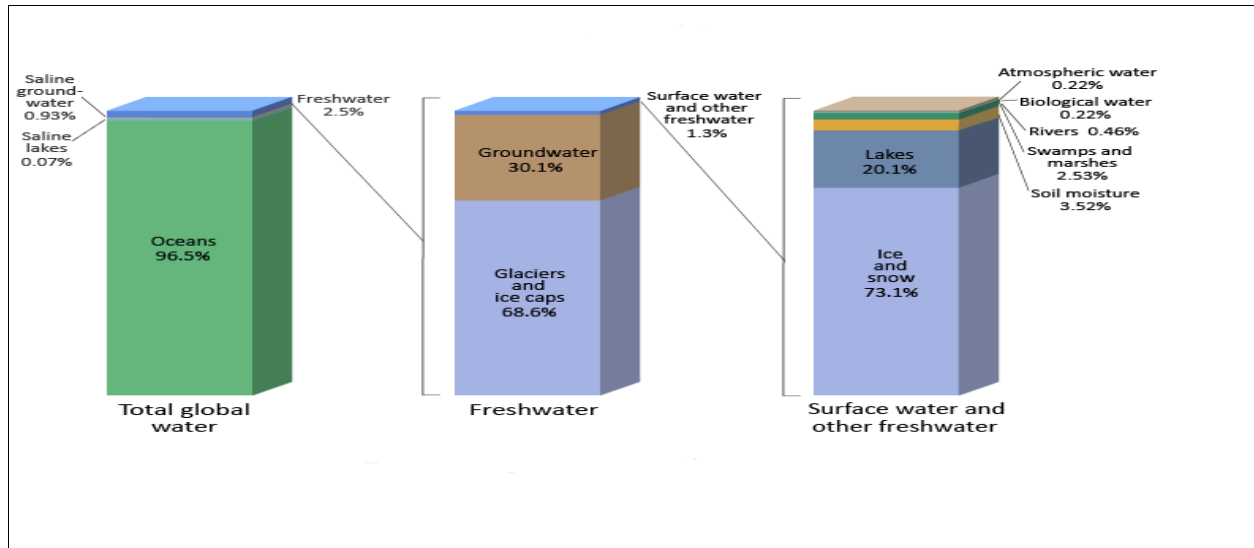 Saline
ground-
water
0.93%
Saline
lakes
0.07%
Freshwater
2.5%
Oceans
96.5%
Total global
water
Surface water
and other
freshwater
1.3%
Groundwater
30.1%
Glaciers
and
ice caps
68.6%
Freshwater
Atmospheric water
0.22%
Biological water
0.22%
Rivers 0.46%
Swamps and
marshes
2.53%
Soil moisture
3.52%
Lakes
20.1%
Ice
and
snow
73.1%
Surface water and
other freshwater